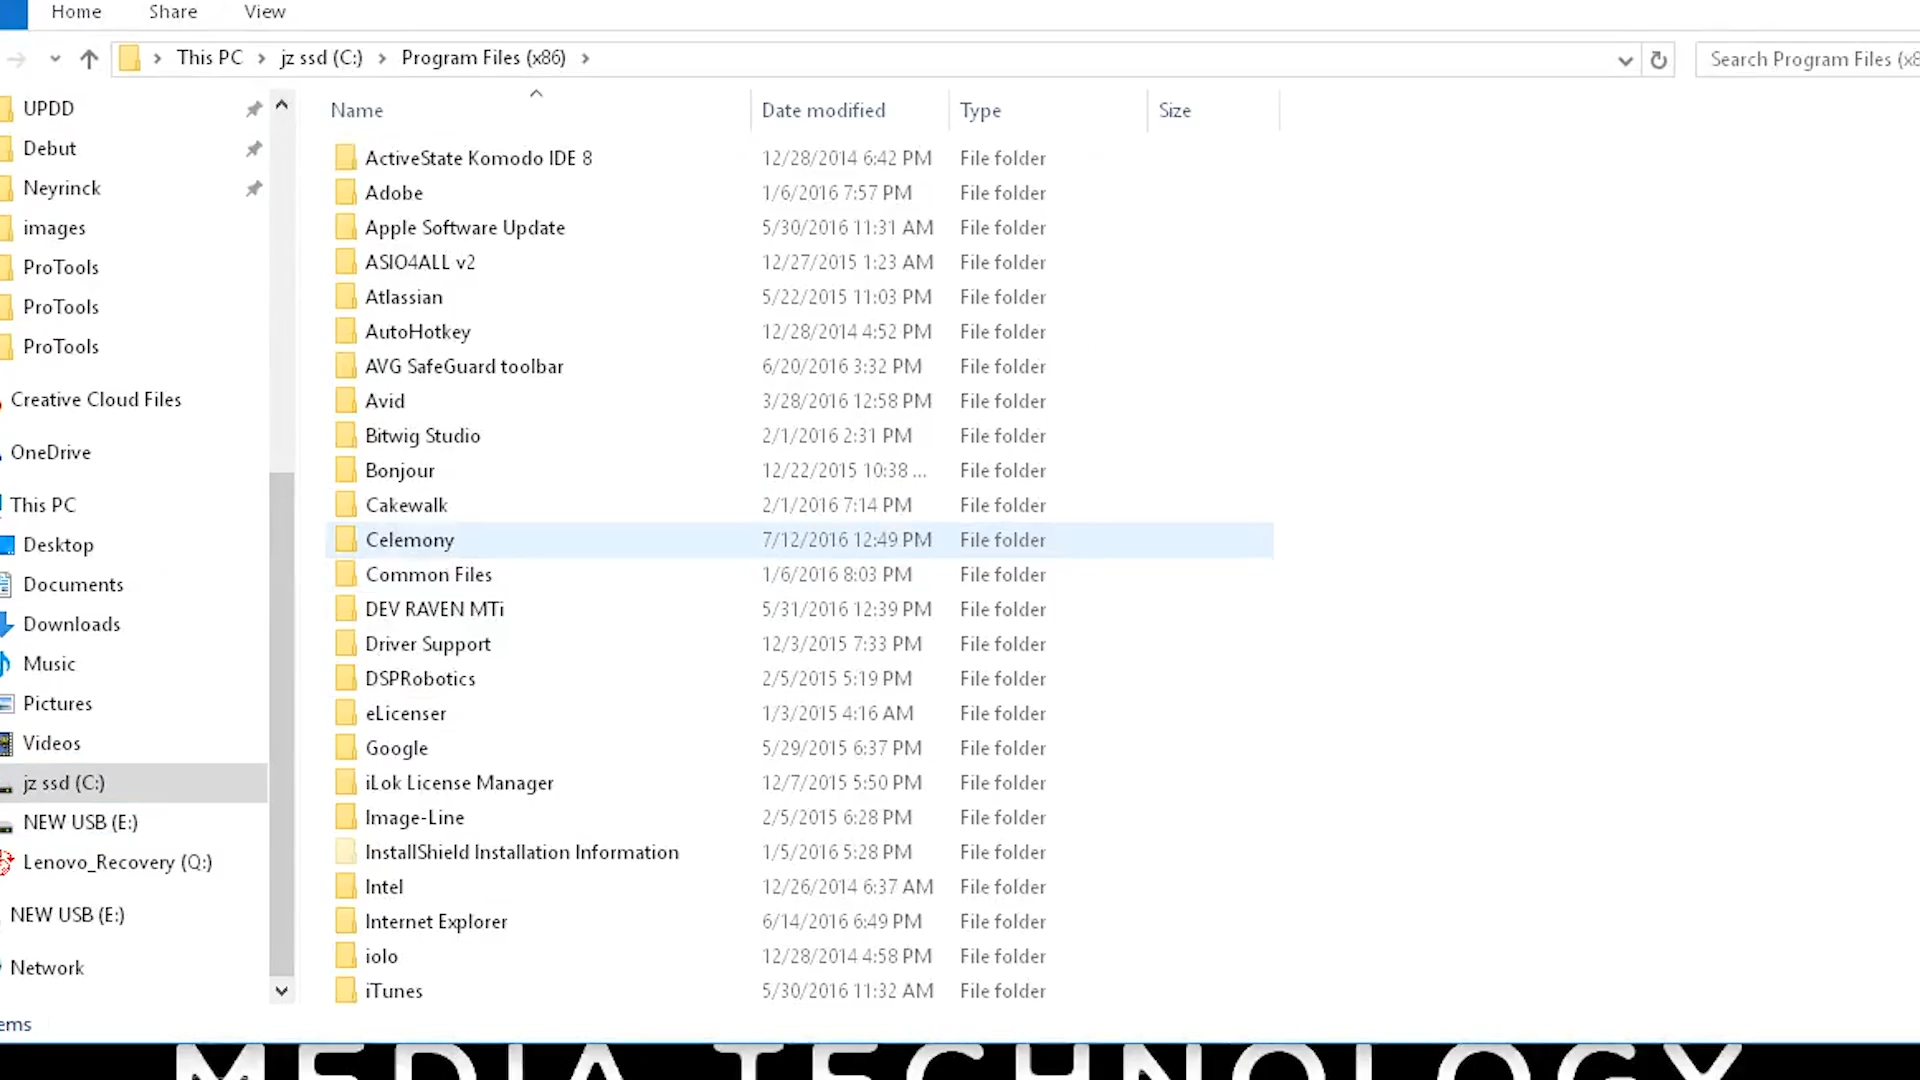 Home Share View
This PC > jz ssd (C:) > Program Files (x86) >
Search Program Files (x8
Name Date modified Type Size
UPDD
Debut
Neyrinck
images
ProTools
ProTools
ProTools
Creative Cloud Files
OneDrive
This PC
Desktop
Documents
Downloads
Music
Pictures
Videos
jz ssd (C:)
NEW USB (E:)
Lenovo_Recovery (Q:)
NEW USB (E:)
Network
ActiveState Komodo IDE 8 12/28/2014 6:42 PM File folder
Adobe 1/6/2016 7:57 PM File folder
Apple Software Update 5/30/2016 11:31 AM File folder
ASIO4ALL v2 12/27/2015 1:23 AM File folder
Atlassian 5/22/2015 11:03 PM File folder
AutoHotkey 12/28/2014 4:52 PM File folder
AVG SafeGuard toolbar 6/20/2016 3:32 PM File folder
Avid 3/28/2016 12:58 PM File folder
Bitwig Studio 2/1/2016 2:31 PM File folder
Bonjour 12/22/2015 10:38 ... File folder
Cakewalk 2/1/2016 7:14 PM File folder
Celemony 7/12/2016 12:49 PM File folder
Common Files 1/6/2016 8:03 PM File folder
DEV RAVEN MTi 5/31/2016 12:39 PM File folder
Driver Support 12/3/2015 7:33 PM File folder
DSPRobotics 2/5/2015 5:19 PM File folder
eLicenser 1/3/2015 4:16 AM File folder
Google 5/29/2015 6:37 PM File folder
iLok License Manager 12/7/2015 5:50 PM File folder
Image-Line 2/5/2015 6:28 PM File folder
InstallShield Installation Information 1/5/2016 5:28 PM File folder
Intel 12/26/2014 6:37 AM File folder
Internet Explorer 6/14/2016 6:49 PM File folder
iolo 12/28/2014 4:58 PM File folder
iTunes 5/30/2016 11:32 AM File folder
ems
MEDIA TECHNOLOGY